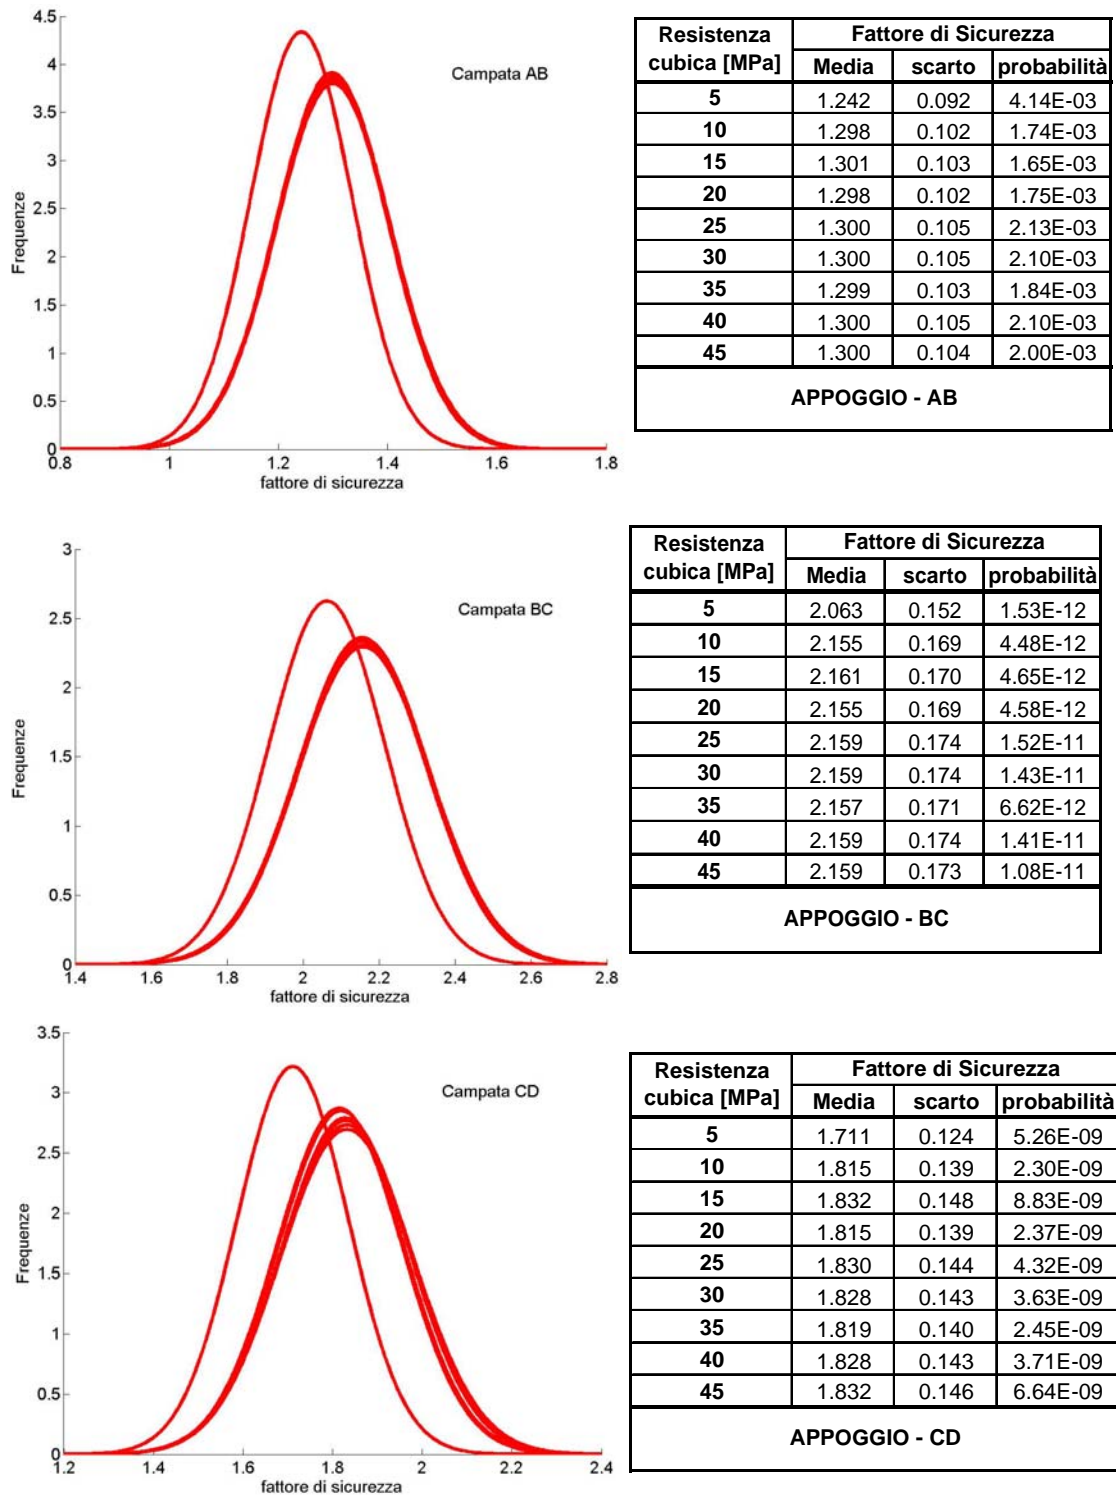 4.5
4
3.5
3
2.5
2
1.5
1
0.5
0
Frequenze
Campata AB
0.8 1 1.2 1.4 1.6 1.8
fattore di sicurezza
Resistenza cubica [MPa] Fattore di Sicurezza
Media scarto probabilità
5 1.242 0.092 4.14E-03
10 1.298 0.102 1.74E-03
15 1.301 0.103 1.65E-03
20 1.298 0.102 1.75E-03
25 1.300 0.105 2.13E-03
30 1.300 0.105 2.10E-03
35 1.299 0.103 1.84E-03
40 1.300 0.105 2.10E-03
45 1.300 0.104 2.00E-03
APPOGGIO - AB
3
2.5
2
1.5
1
0.5
0
Frequenze
Campata BC
1.4 1.6 1.8 2 2.2 2.4 2.6 2.8
fattore di sicurezza
Resistenza cubica [MPa] Fattore di Sicurezza
Media scarto probabilità
5 2.063 0.152 1.53E-12
10 2.155 0.169 4.48E-12
15 2.161 0.170 4.65E-12
20 2.155 0.169 4.58E-12
25 2.159 0.174 1.52E-11
30 2.159 0.174 1.43E-11
35 2.157 0.171 6.62E-12
40 2.159 0.174 1.41E-11
45 2.159 0.173 1.08E-11
APPOGGIO - BC
3.5
3
2.5
2
1.5
1
0.5
0
Frequenze
Campata CD
1.2 1.4 1.6 1.8 2 2.2 2.4
fattore di sicurezza
Resistenza cubica [MPa] Fattore di Sicurezza
Media scarto probabilità
5 1.711 0.124 5.26E-09
10 1.815 0.139 2.30E-09
15 1.832 0.148 8.83E-09
20 1.815 0.139 2.37E-09
25 1.830 0.144 4.32E-09
30 1.828 0.143 3.63E-09
35 1.819 0.140 2.45E-09
40 1.828 0.143 3.71E-09
45 1.832 0.146 6.64E-09
APPOGGIO - CD